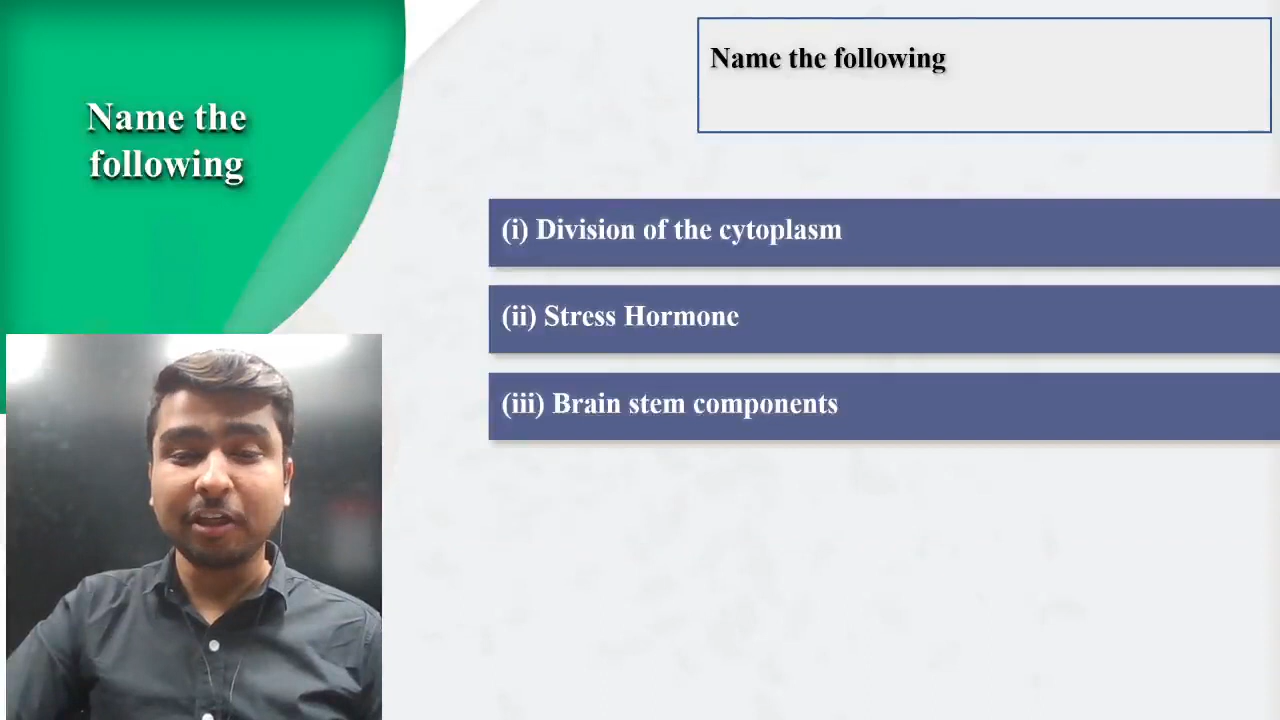 Name the
following
Name the following
(i) Division of the cytoplasm
(ii) Stress Hormone
(iii) Brain stem components